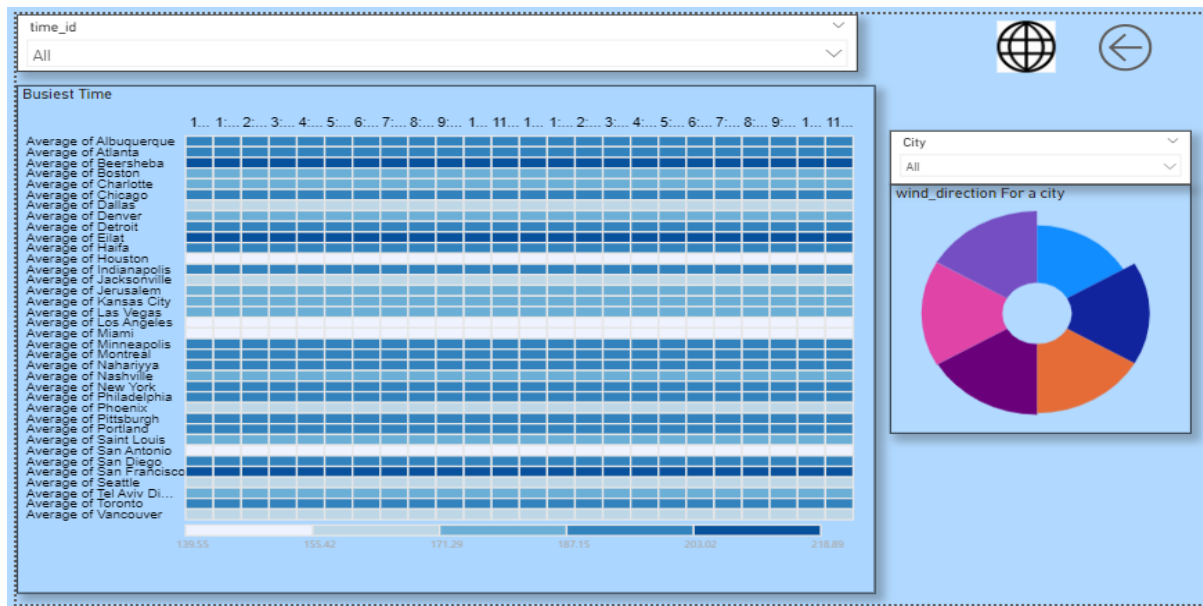 time_id
All
Busiest Time
1... 1:... 2:... 3:... 4:... 5:... 6:... 7:... 8:... 9:... 1... 11... 1... 1:... 2:... 3:... 4:... 5:... 6:... 7:... 8:... 9:... 1... 11...
Average of Albuquerque
Average of Atlanta
Average of Beersheba
Average of Boston
Average of Charlotte
Average of Chicago
Average of Dallas
Average of Denver
Average of Detroit
Average of Eilat
Average of Haifa
Average of Houston
Average of Indianapolis
Average of Jacksonville
Average of Jerusalem
Average of Kansas City
Average of Las Vegas
Average of Los Angeles
Average of Miami
Average of Minneapolis
Average of Montreal
Average of Nahariyya
Average of Nashville
Average of New York
Average of Philadelphia
Average of Phoenix
Average of Pittsburgh
Average of Portland
Average of Saint Louis
Average of San Antonio
Average of San Diego
Average of San Francisco
Average of Seattle
Average of Tel Aviv Di...
Average of Toronto
Average of Vancouver
139.55 155.42 171.29 187.15 203.02 218.89
City
All
wind_direction For a city